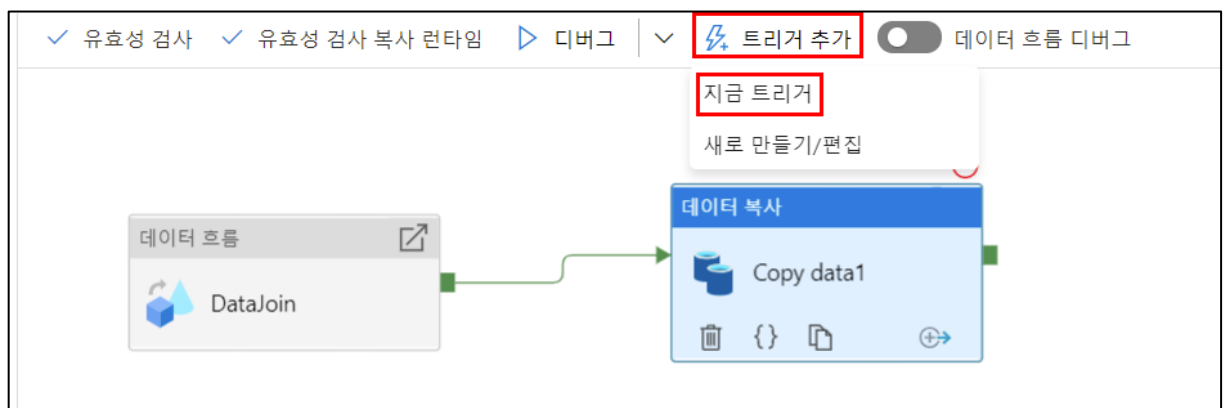 유효성 검사 유효성 검사 복사 런타임 디버그 트리거 추가 데이터 흐름 디버그
지금 트리거
새로 만들기/편집
데이터 복사
데이터 흐름
Copy data1
DataJoin
{}